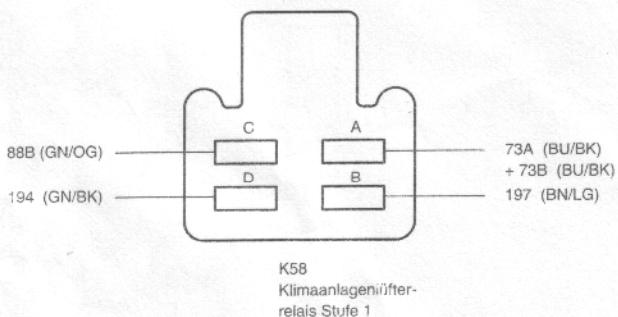 C A
88B (GN/OG) 73A (BU/BK)
+ 73B (BU/BK)
D B
194 (GN/BK) 197 (BN/LG)
K58
Klimaanlagenlüfter-
relais Stufe 1